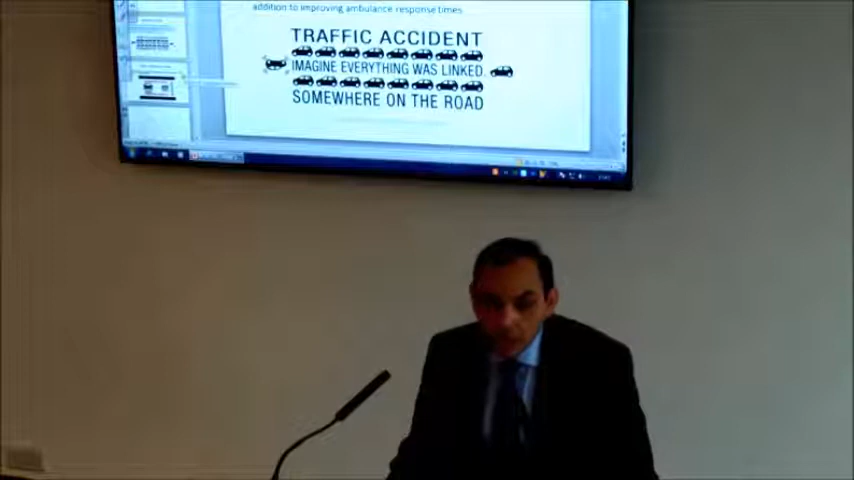 addition to improving ambulance response times
TRAFFIC ACCIDENT
IMAGINE EVERYTHING WAS LINKED.
SOMEWHERE ON THE ROAD